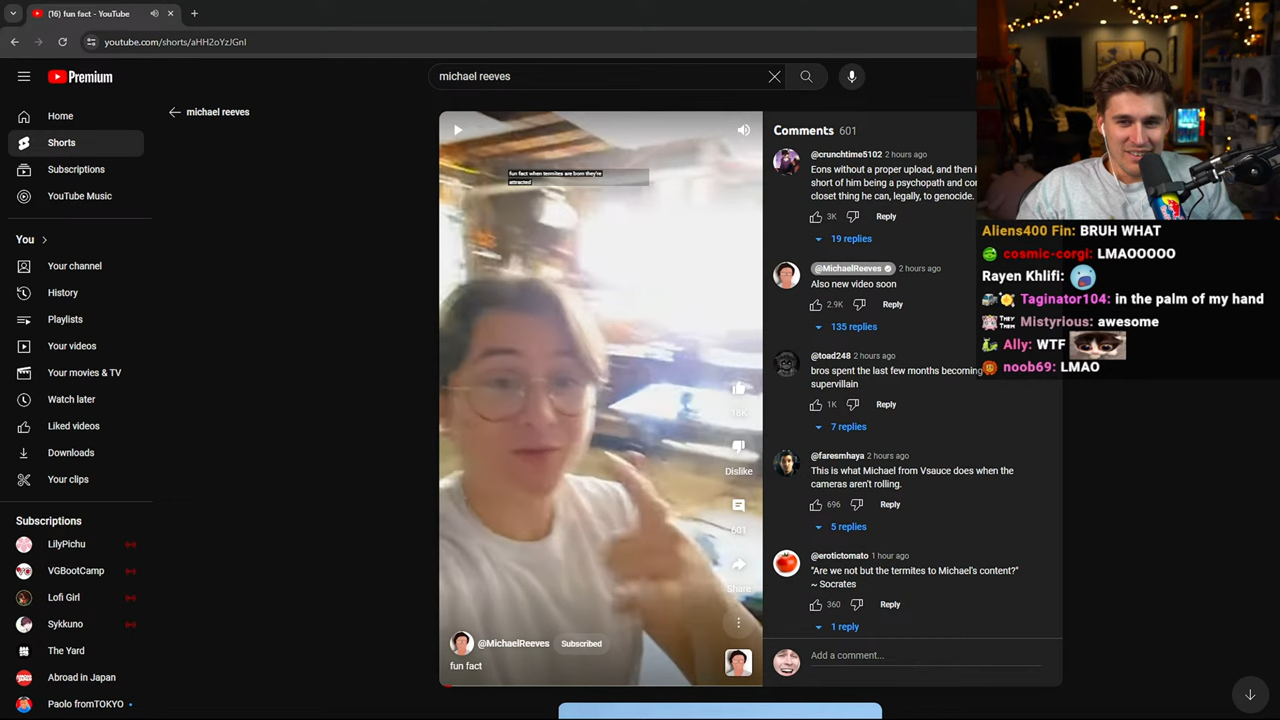 (16) fun fact - YouTube
youtube.com/shorts/aHH2oYzJGnI
Premium
michael reeves
Home
Shorts
Subscriptions
YouTube Music
You
Your channel
History
Playlists
Your videos
Your movies & TV
Watch later
Liked videos
Downloads
Your clips
Subscriptions
LilyPichu
VGBootCamp
Lofi Girl
Sykkuno
The Yard
Abroad in Japan
Paolo fromTOKYO
michael reeves
fun fact when termites are born they're
attracted
18K
Dislike
601
Share
@MichaelReeves Subscribed
fun fact
Comments 601
@crunchtime5102 2 hours ago
Eons without a proper upload, and then
short of him being a psychopath and
closet thing he can, legally, to genocide.
3K Reply
19 replies
@MichaelReeves 2 hours ago
Also new video soon
2.9K Reply
135 replies
@toad248 2 hours ago
bros spent the last few months becoming
supervillain
1K Reply
7 replies
@faresmhaya 2 hours ago
This is what Michael from Vsauce does when the
cameras aren't rolling.
696 Reply
5 replies
@erotictomato 1 hour ago
"Are we not but the termites to Michael's content?"
~ Socrates
360 Reply
1 reply
Add a comment...
Aliens400 Fin: BRUH WHAT
cosmic-corgi: LMAOOOOO
Rayen Khlifi:
Taginator104: in the palm of my hand
THEY THEM Mistyrious: awesome
Ally: WTF
noob69: LMAO